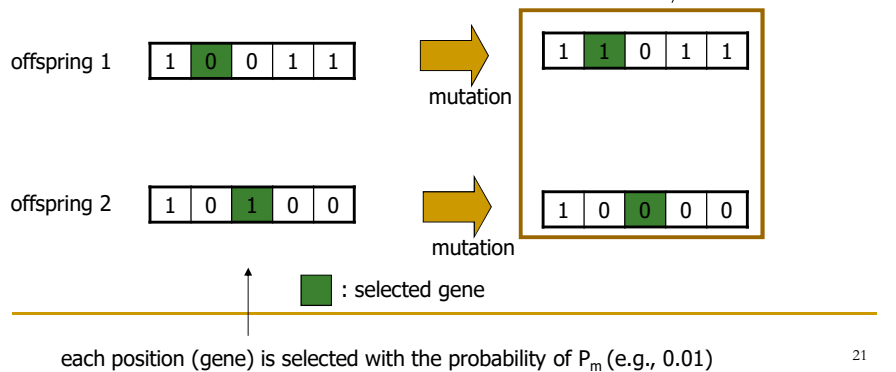 offspring 1 1 0 0 1 1 1 1 0 1 1
mutation
offspring 2 1 0 1 0 0 1 0 0 0 0
mutation
: selected gene
each position (gene) is selected with the probability of Pm (e.g., 0.01) 21